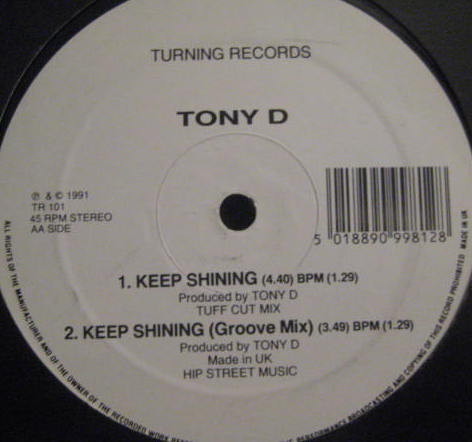 TURNING RECORDS
TONY D
℗ & © 1991
TR 101
45 RPM STEREO
AA SIDE
5 018890 998128
1. KEEP SHINING (4.40) BPM (1.29)
Produced by TONY D
TUFF CUT MIX
2. KEEP SHINING (Groove Mix) (3.49) BPM (1.29)
Produced by TONY D
Made in UK
HIP STREET MUSIC
ALL RIGHTS OF THE MANUFACTURER AND OF THE OWNER OF THE RECORDED WORK PERFORMANCE BROADCASTING AND COPYING OF THIS RECORD PROHIBITED MADE IN UK